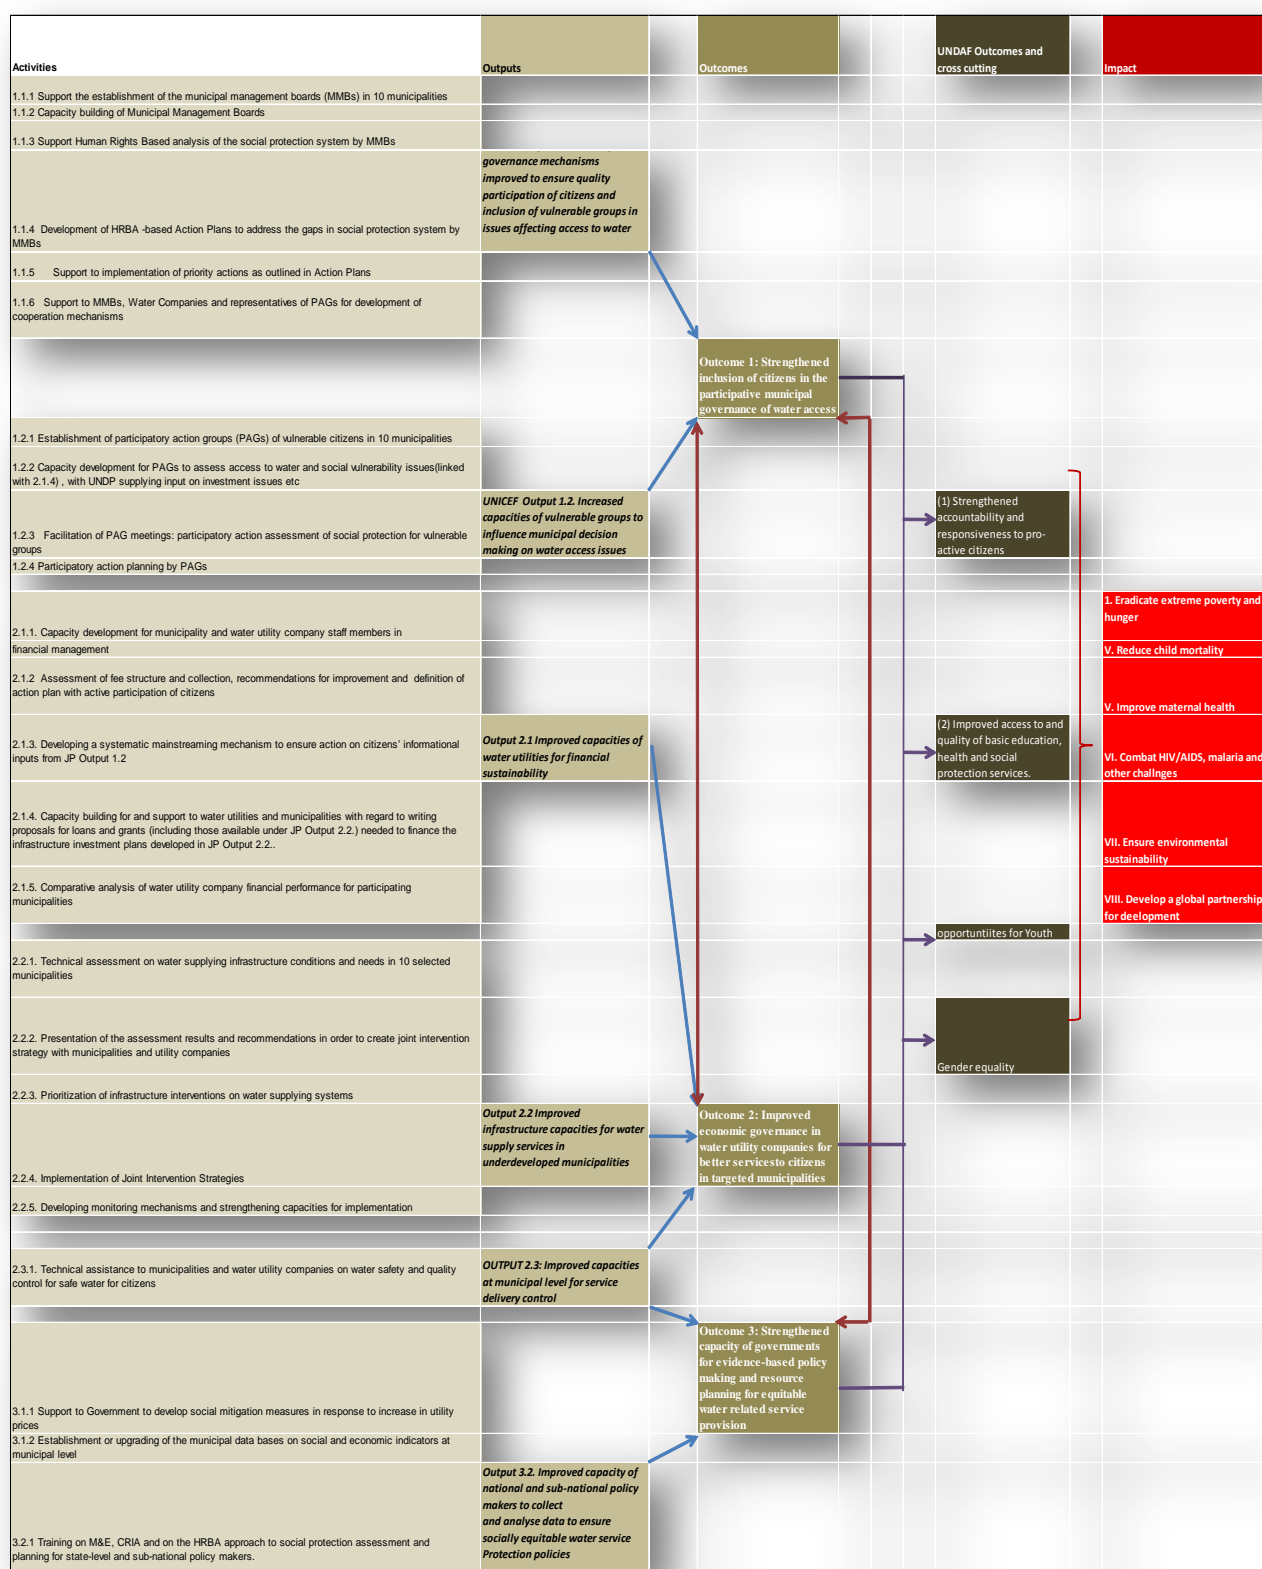 Activities
Outputs
Outcomes
UNDAF Outcomes and
cross cutting
Impact
1.1.1 Support the establishment of the municipal management boards (MMBs) in 10 municipalities
1.1.2 Capacity building of Municipal Management Boards
1.1.3 Support Human Rights Based analysis of the social protection system by MMBs
1.1.4 Development of HRBA -based Action Plans to address the gaps in social protection system by
MMBs
1.1.5 Support to implementation of priority actions as outlined in Action Plans
1.1.6 Support to MMBs, Water Companies and representatives of PAGs for development of
cooperation mechanisms
governance mechanisms
improved to ensure quality
participation of citizens and
inclusion of vulnerable groups in
issues affecting access to water
Outcome 1: Strengthened
inclusion of citizens in the
participative municipal
governance of water access
1.2.1 Establishment of participatory action groups (PAGs) of vulnerable citizens in 10 municipalities
1.2.2 Capacity development for PAGs to assess access to water and social vulnerability issues(linked
with 2.1.4) , with UNDP supplying input on investment issues etc
1.2.3 Facilitation of PAG meetings: participatory action assessment of social protection for vulnerable
groups
1.2.4 Participatory action planning by PAGs
UNICEF Output 1.2. Increased
capacities of vulnerable groups to
influence municipal decision
making on water access issues
(1) Strengthened
accountability and
responsiveness to pro-
active citizens
1. Eradicate extreme poverty and
hunger
V. Reduce child mortality
V. Improve maternal health
VI. Combat HIV/AIDS, malaria and
other challnges
VII. Ensure environmental
sustainability
VIII. Develop a global partnership
for deelopment
2.1.1. Capacity development for municipality and water utility company staff members in
financial management
2.1.2 Assessment of fee structure and collection, recommendations for improvement and definition of
action plan with active participation of citizens
2.1.3. Developing a systematic mainstreaming mechanism to ensure action on citizens' informational
inputs from JP Output 1.2
2.1.4. Capacity building for and support to water utilities and municipalities with regard to writing
proposals for loans and grants (including those available under JP Output 2.2.) needed to finance the
infrastructure investment plans developed in JP Output 2.2..
2.1.5. Comparative analysis of water utility company financial performance for participating
municipalities
Output 2.1 Improved capacities of
water utilities for financial
sustainability
(2) Improved access to and
quality of basic education,
health and social
protection services.
opportuniites for Youth
Gender equality
2.2.1. Technical assessment on water supplying infrastructure conditions and needs in 10 selected
municipalities
2.2.2. Presentation of the assessment results and recommendations in order to create joint intervention
strategy with municipalities and utility companies
2.2.3. Prioritization of infrastructure interventions on water supplying systems
2.2.4. Implementation of Joint Intervention Strategies
2.2.5. Developing monitoring mechanisms and strengthening capacities for implementation
Output 2.2 Improved
infrastructure capacities for water
supply services in
underdeveloped municipalities
Outcome 2: Improved
economic governance in
water utility companies for
better servicesto citizens
in targeted municipalities
2.3.1. Technical assistance to municipalities and water utility companies on water safety and quality
control for safe water for citizens
OUTPUT 2.3: Improved capacities
at municipal level for service
delivery control
Outcome 3: Strengthened
capacity of governments
for evidence-based policy
making and resource
planning for equitable
water related service
provision
3.1.1 Support to Government to develop social mitigation measures in response to increase in utility
prices
3.1.2 Establishment or upgrading of the municipal data bases on social and economic indicators at
municipal level
3.2.1 Training on M&E, CRIA and on the HRBA approach to social protection assessment and
planning for state-level and sub-national policy makers.
Output 3.2. Improved capacity of
national and sub-national policy
makers to collect
and analyse data to ensure
socially equitable water service
Protection policies